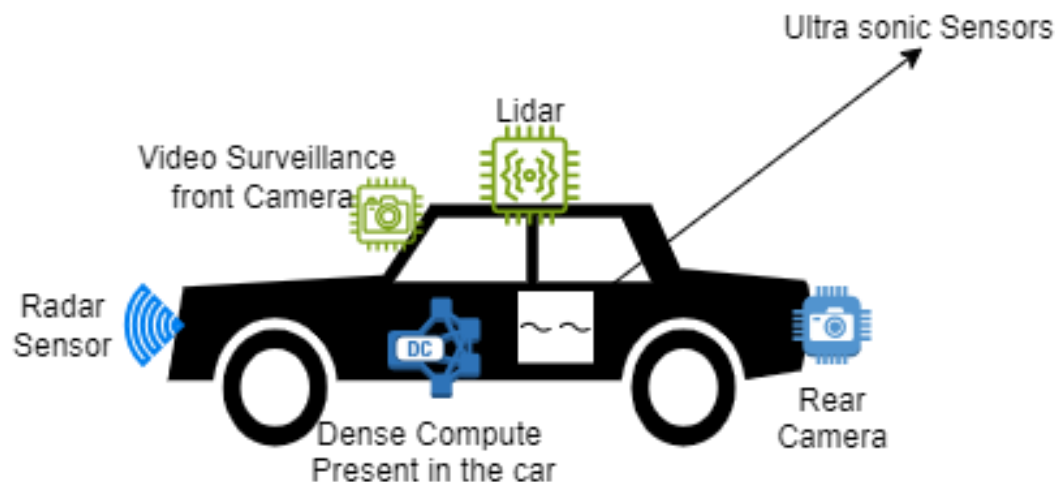 Ultra sonic Sensors
Lidar
Video Surveillance
front Camera
Radar
Sensor
DC
Rear
Camera
Dense Compute
Present in the car